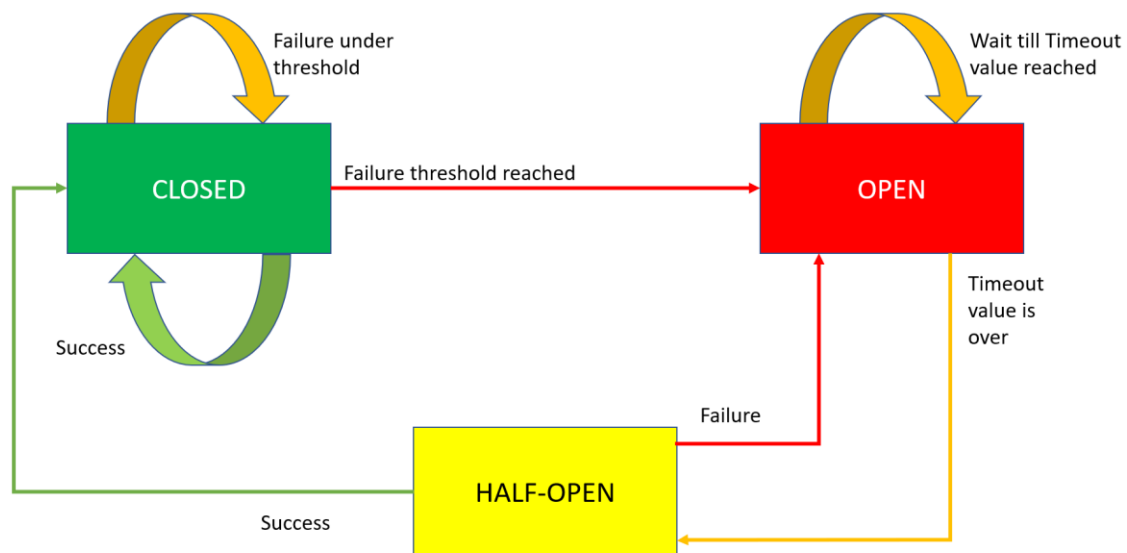 Failure under
threshold
Wait till Timeout
value reached
CLOSED
Failure threshold reached
OPEN
Success
Timeout
value is
over
Failure
HALF-OPEN
Success